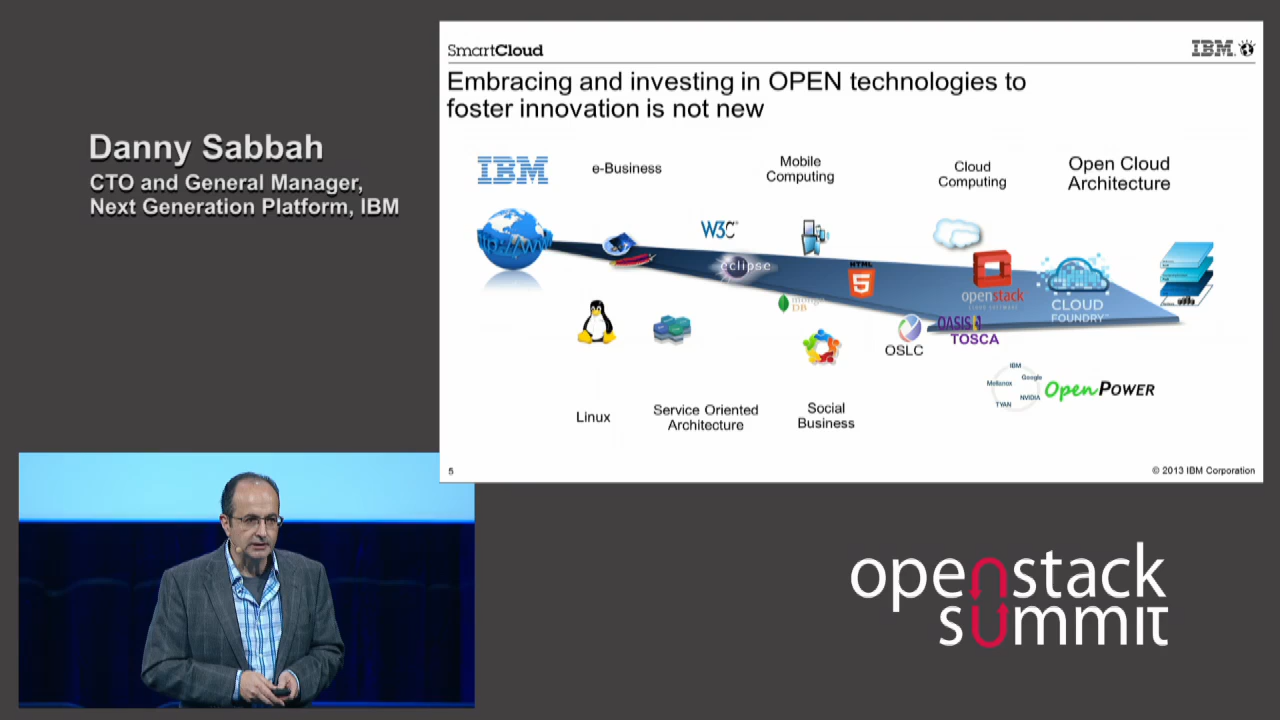 Danny Sabbah
CTO and General Manager,
Next Generation Platform, IBM
SmartCloud
IBM
Embracing and investing in OPEN technologies to
foster innovation is not new
IBM
e-Business
Mobile
Computing
Cloud
Computing
Open Cloud
Architecture
W3C
eclipse
HTML
5
openstack
CLOUD SOFTWARE
CLOUD
FOUNDRY
DB
OSLC
OASIS
TOSCA
IBM
Google
Mellanox
NVIDIA
TYAN
OpenPOWER
Linux
Service Oriented
Architecture
Social
Business
5
© 2013 IBM Corporation
openstack
summit